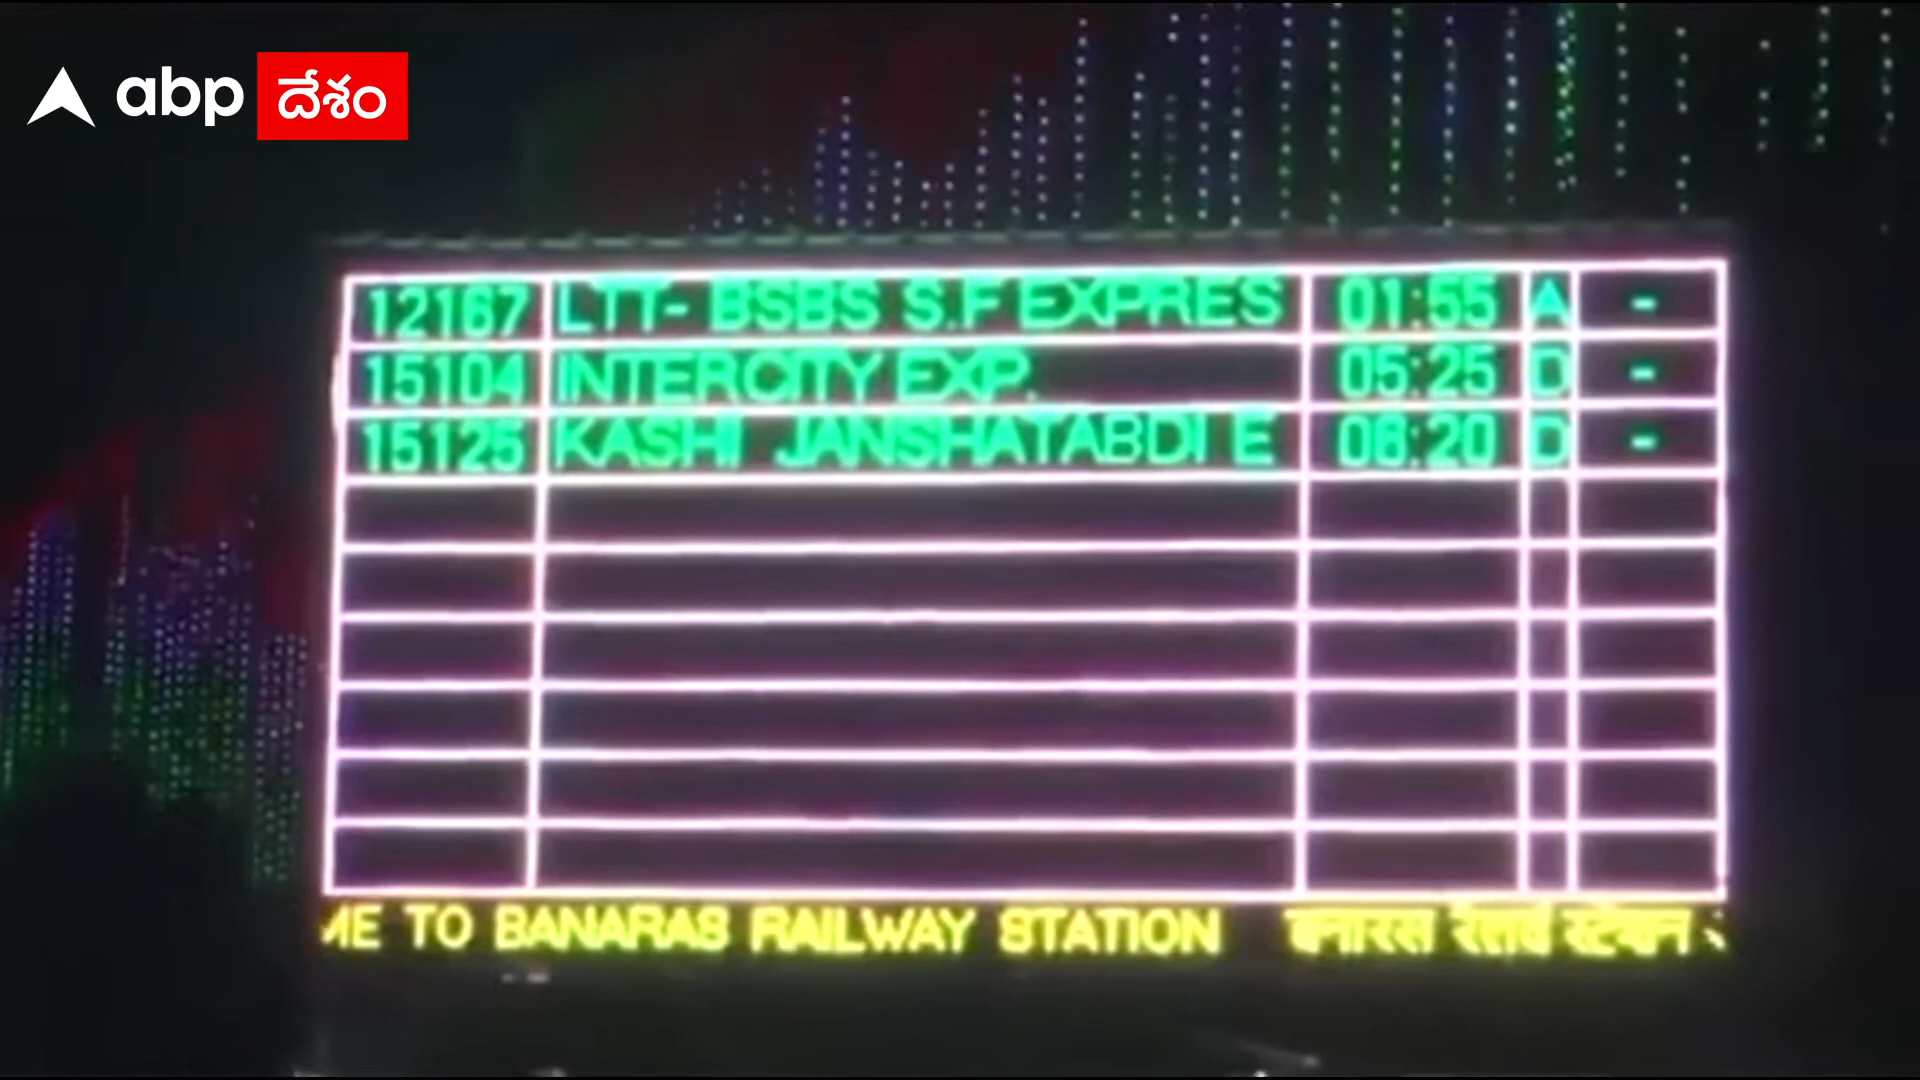 abp దేశం
12167 LTT- BSBS S.F EXPRES 01:55 A -
15104 INTERCITY EXP. 05:25 D -
15125 KASHI JANSHATABDI E 06:20 D -
ME TO BANARAS RAILWAY STATION बनारस रेलवे स्टेशन